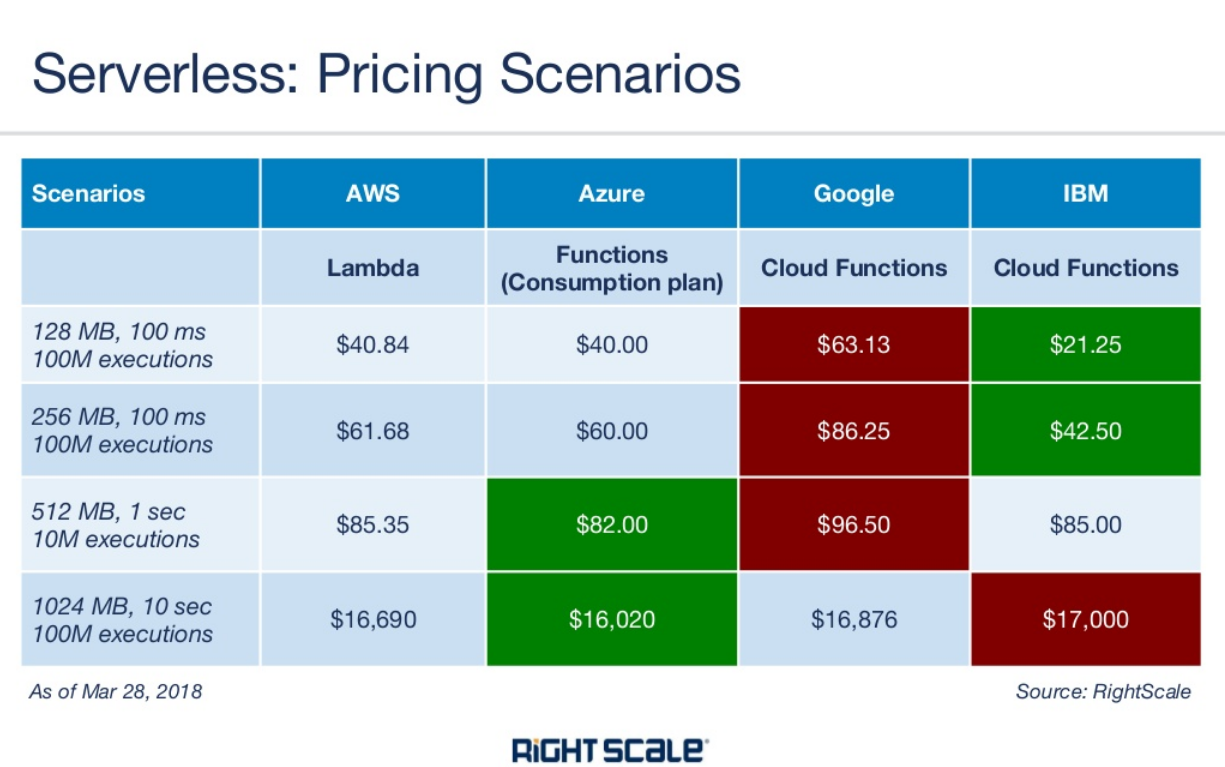 Serverless: Pricing Scenarios
Scenarios AWS Azure Google IBM
Lambda Functions (Consumption plan) Cloud Functions Cloud Functions
128 MB, 100 ms
100M executions $40.84 $40.00 $63.13 $21.25
256 MB, 100 ms
100M executions $61.68 $60.00 $86.25 $42.50
512 MB, 1 sec
10M executions $85.35 $82.00 $96.50 $85.00
1024 MB, 10 sec
100M executions $16,690 $16,020 $16,876 $17,000
As of Mar 28, 2018 Source: RightScale
RiGHT SCaLe